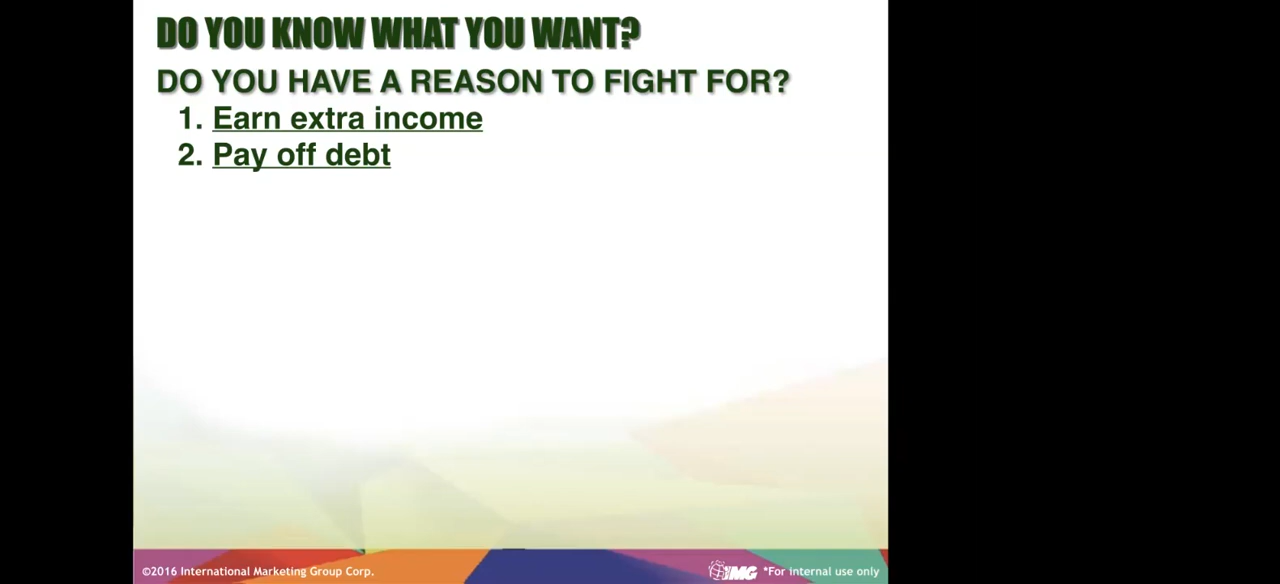 DO YOU KNOW WHAT YOU WANT?
DO YOU HAVE A REASON TO FIGHT FOR?
1. Earn extra income
2. Pay off debt
©2016 International Marketing Group Corp.
IMG *For internal use only